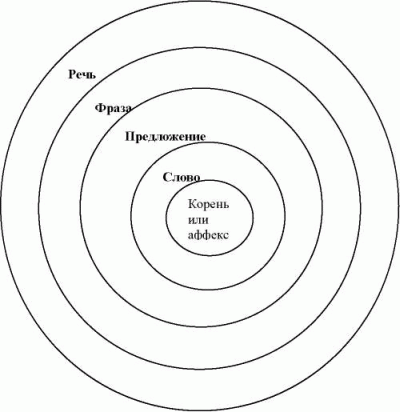 Речь
Фраза
Предложение
Слово
Корень
или
аффекс